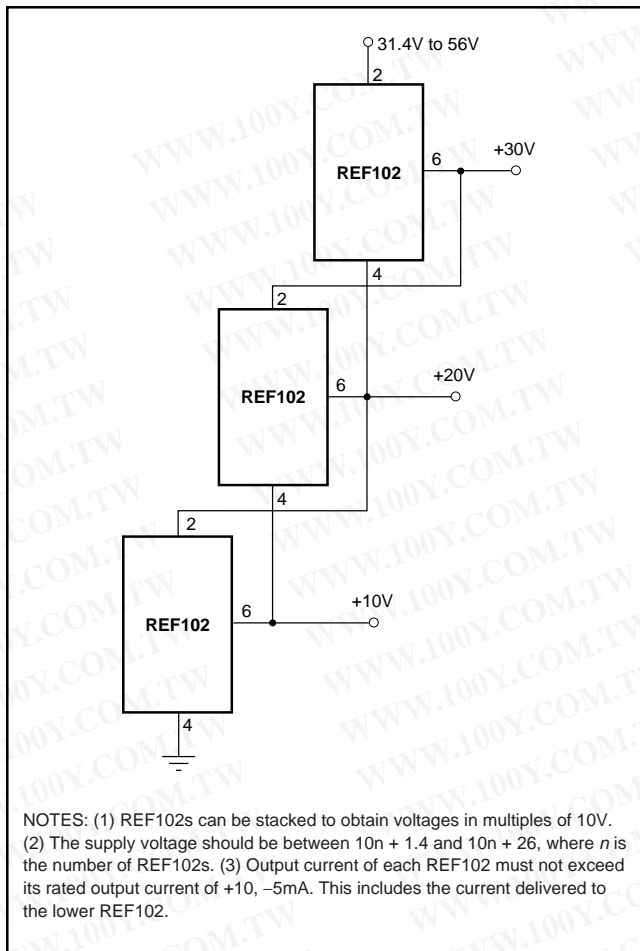 31.4V to 56V
2
REF102
6
+30V
4
2
REF102
6
+20V
4
2
REF102
6
+10V
4
NOTES: (1) REF102s can be stacked to obtain voltages in multiples of 10V.
(2) The supply voltage should be between 10n + 1.4 and 10n + 26, where n is
the number of REF102s. (3) Output current of each REF102 must not exceed
its rated output current of +10, –5mA. This includes the current delivered to
the lower REF102.
WWW.100Y.COM.TW